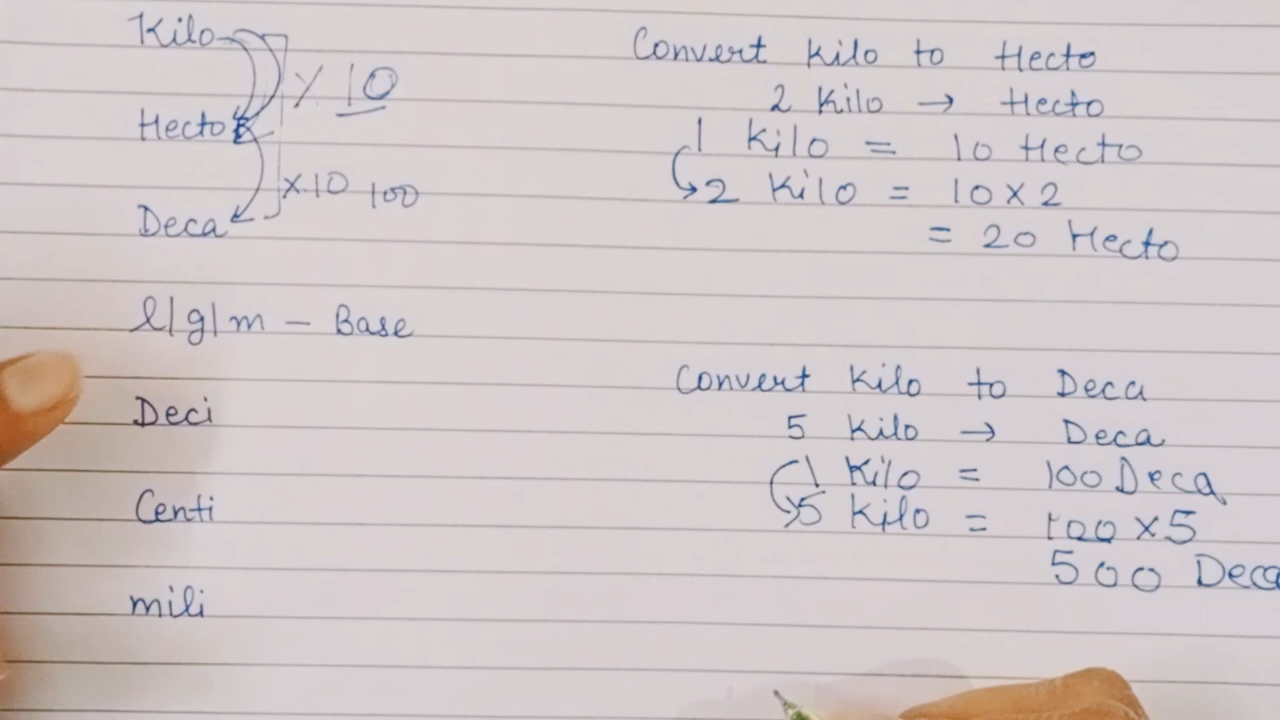 Kilo
× 10
Hecto
×10 100
Deca
l/g/m - Base
Deci
Centi
mili
Convert Kilo to Hecto
2 Kilo → Hecto
1 Kilo = 10 Hecto
2 Kilo = 10 × 2
= 20 Hecto
Convert Kilo to Deca
5 Kilo → Deca
1 Kilo = 100 Deca
5 Kilo = 100 × 5
500 Deca